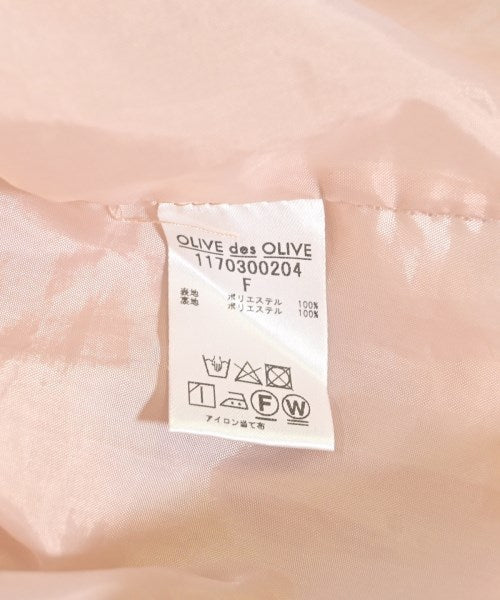 OLIVE des OLIVE
1170300204
F
表地 ポリエステル 100%
裏地 ポリエステル 100%
F W
アイロン当て布